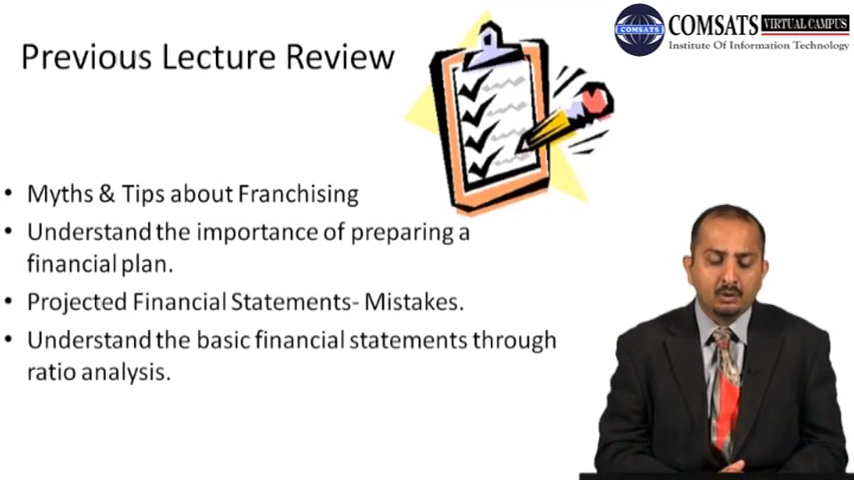 Previous Lecture Review
COMSATS
COMSATS VIRTUAL CAMPUS
Institute Of Information Technology
• Myths & Tips about Franchising
• Understand the importance of preparing a
financial plan.
• Projected Financial Statements- Mistakes.
• Understand the basic financial statements through
ratio analysis.